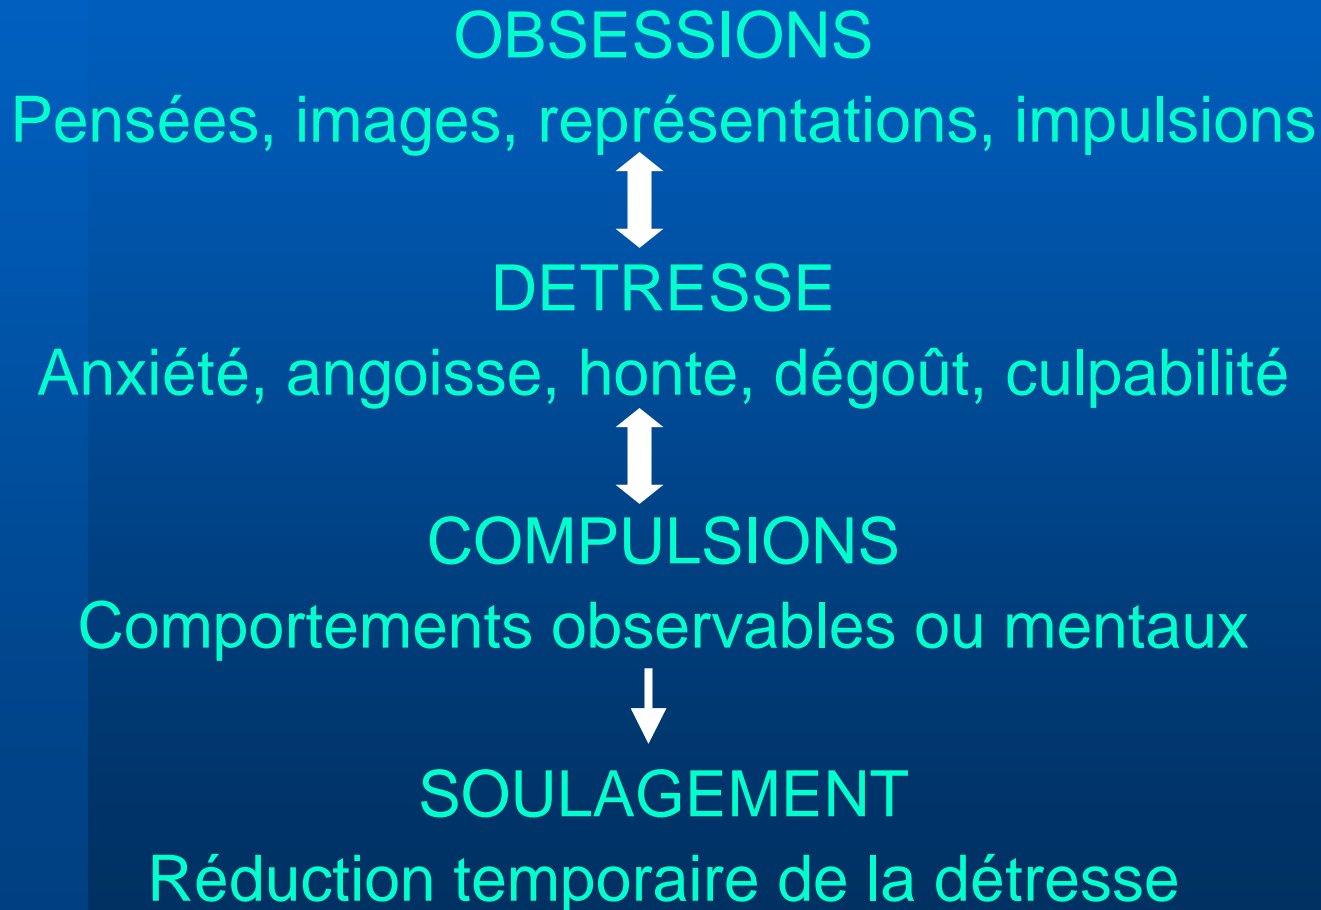 OBSESSIONS
Pensées, images, représentations, impulsions
DETRESSE
Anxiété, angoisse, honte, dégoût, culpabilité
COMPULSIONS
Comportements observables ou mentaux
SOULAGEMENT
Réduction temporaire de la détresse